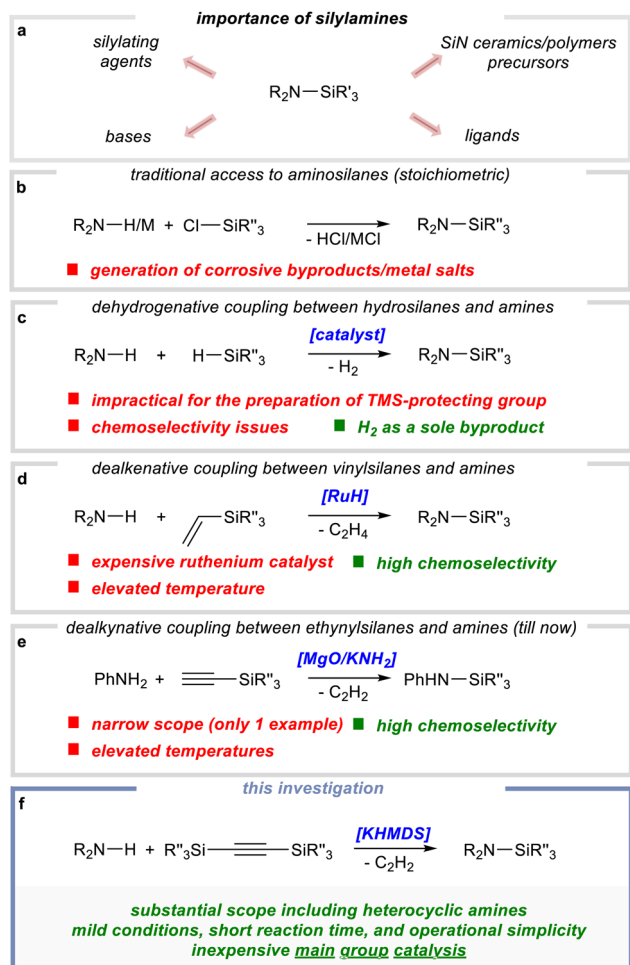 importance of silylamines
a
silylating agents
SiN ceramics/polymers precursors
R₂N—SiR'₃
bases
ligands
traditional access to aminosilanes (stoichiometric)
b
R₂N—H/M + Cl—SiR"₃ - HCl/MCl R₂N—SiR"₃
generation of corrosive byproducts/metal salts
dehydrogenative coupling between hydrosilanes and amines
c
[catalyst]
R₂N—H + H—SiR"₃ - H₂ R₂N—SiR"₃
impractical for the preparation of TMS-protecting group
chemoselectivity issues H₂ as a sole byproduct
dealkenative coupling between vinylsilanes and amines
d
[RuH]
R₂N—H + SiR"₃ - C₂H₄ R₂N—SiR"₃
expensive ruthenium catalyst high chemoselectivity
elevated temperature
dealkynative coupling between ethynylsilanes and amines (till now)
e
[MgO/KNH₂]
PhNH₂ + SiR"₃ - C₂H₂ PhHN—SiR"₃
narrow scope (only 1 example) high chemoselectivity
elevated temperatures
this investigation
f
[KHMDS]
R₂N—H + R"₃Si SiR"₃ - C₂H₂ R₂N—SiR"₃
substantial scope including heterocyclic amines
mild conditions, short reaction time, and operational simplicity
inexpensive main group catalysis